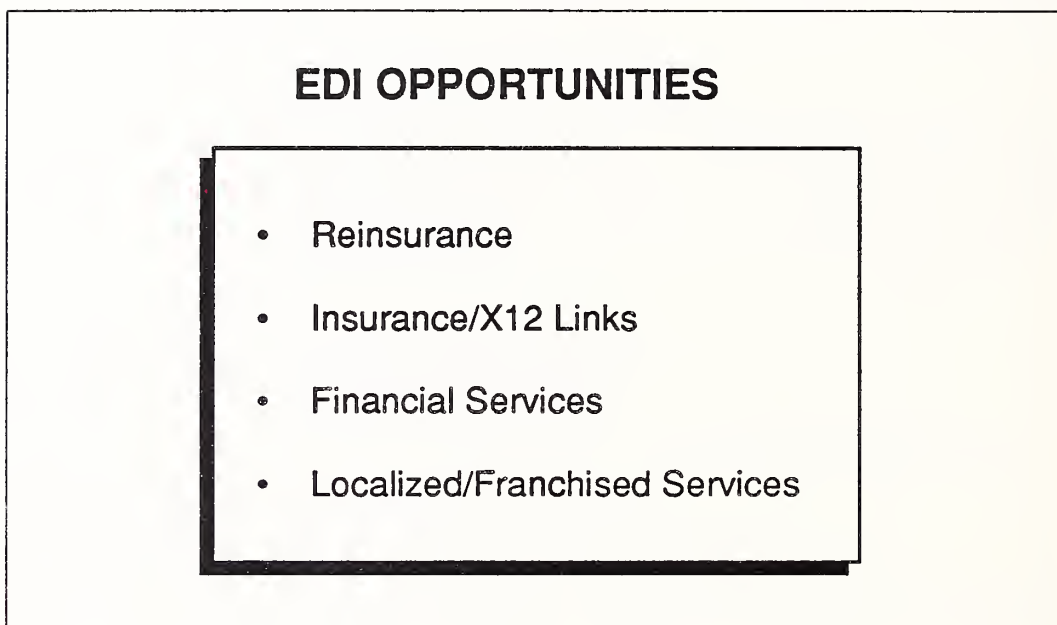 EDI OPPORTUNITIES
• Reinsurance
• Insurance/X12 Links
• Financial Services
• Localized/Franchised Services